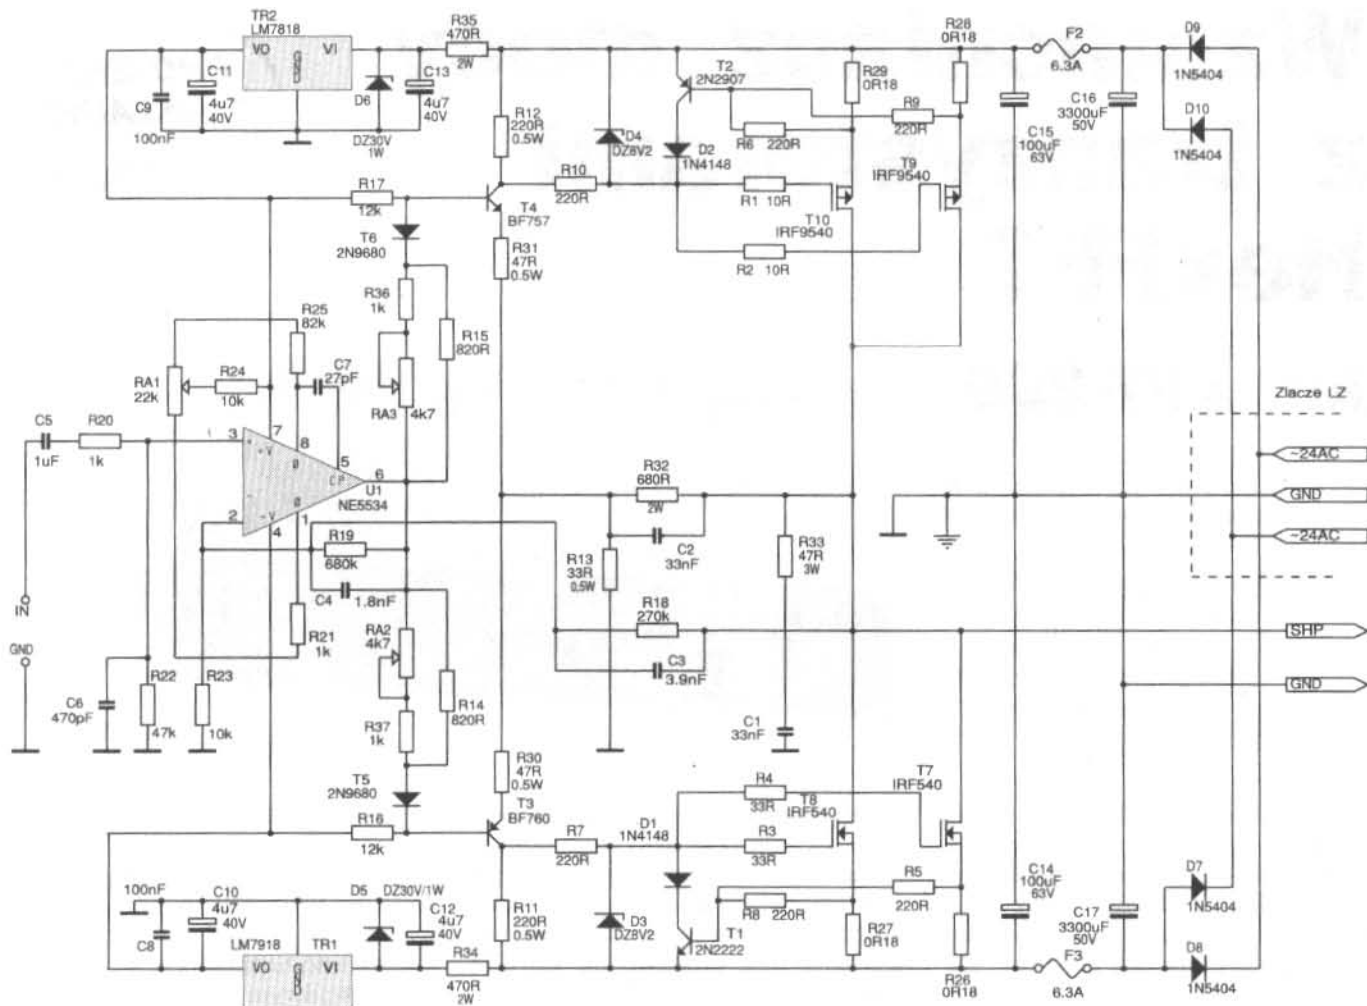 TR2
LM7818
VO
VI
GND
R35
470R
2W
C11
4u7
40V
C9
100nF
D6
DZ30V
1W
C13
4u7
40V
R12
220R
0.5W
D4
DZ8V2
T2
2N2907
D2
1N4148
R6
220R
R9
220R
R29
0R18
R28
0R18
F2
6.3A
D9
1N5404
D10
1N5404
C16
3300uF
50V
C15
100uF
63V
R17
12k
R10
220R
T4
BF757
R1 10R
T10
IRF9540
T9
IRF9540
R2 10R
T6
2N9680
R31
47R
0.5W
R36
1k
R15
820R
R25
82k
C7
27pF
RA1
22k
R24
10k
RA3
4k7
C5
1uF
R20
1k
3
7
8
5
6
2
4
1
+
+V
Ø
CP
-
-V
Ø
U1
NE5534
R19
680k
C4
1.8nF
R32
680R
2W
C2
33nF
R13
33R
0.5W
R33
47R
3W
R18
270k
C3
3.9nF
Zlacze LZ
~24AC
GND
~24AC
SHP
GND
IN
GND
R21
1k
RA2
4k7
C6
470pF
R22
47k
R23
10k
R37
1k
R14
820R
C1
33nF
R30
47R
0.5W
T5
2N9680
T3
BF760
R16
12k
R7
220R
D1
1N4148
R4
33R
R3
33R
T8
IRF540
T7
IRF540
R5
220R
R8
220R
R27
0R18
R26
0R18
T1
2N2222
D3
DZ8V2
R11
220R
0.5W
100nF
C8
C10
4u7
40V
D5
DZ30V/1W
C12
4u7
40V
LM7918
TR1
VO
VI
GND
R34
470R
2W
C14
100uF
63V
C17
3300uF
50V
F3
6.3A
D7
1N5404
D8
1N5404